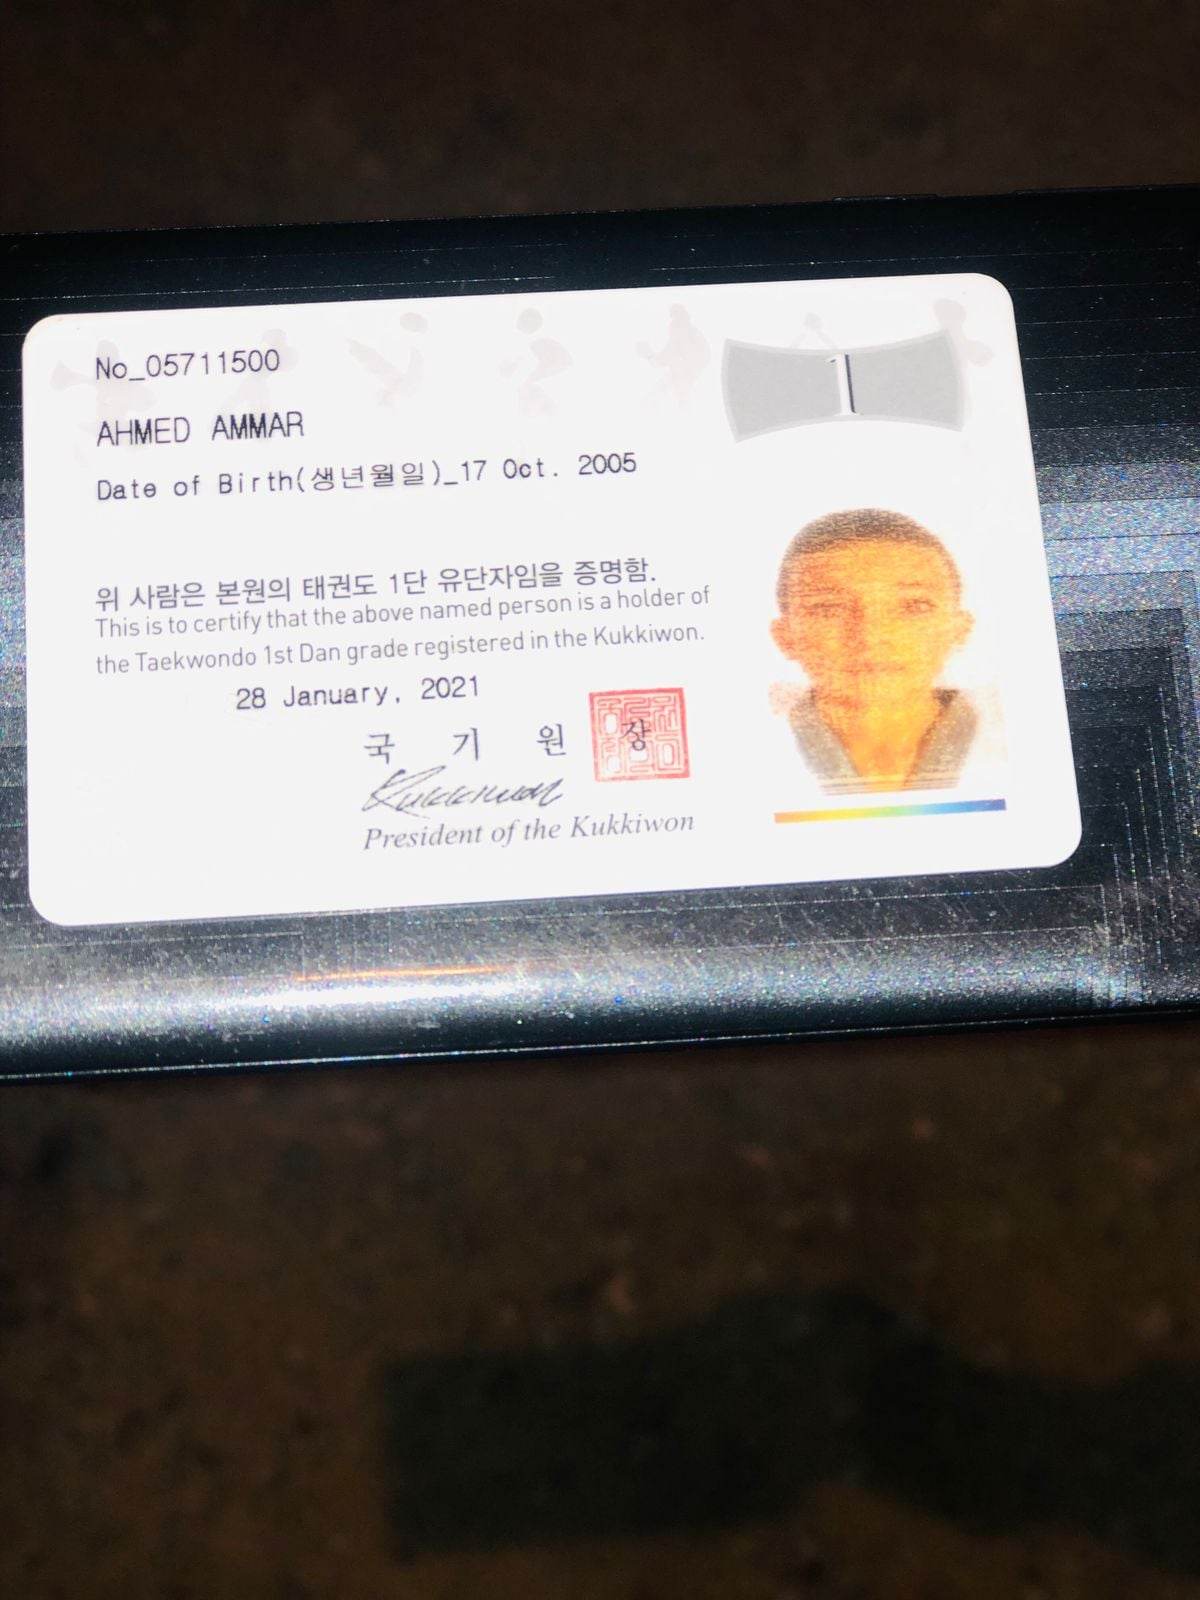 No_05711500
1
AHMED AMMAR
Date of Birth(생년월일)_17 Oct. 2005
위 사람은 본원의 태권도 1단 유단자임을 증명함.
This is to certify that the above named person is a holder of
the Taekwondo 1st Dan grade registered in the Kukkiwon.
28 January, 2021
국 기 원 장
Kukkiwon
President of the Kukkiwon